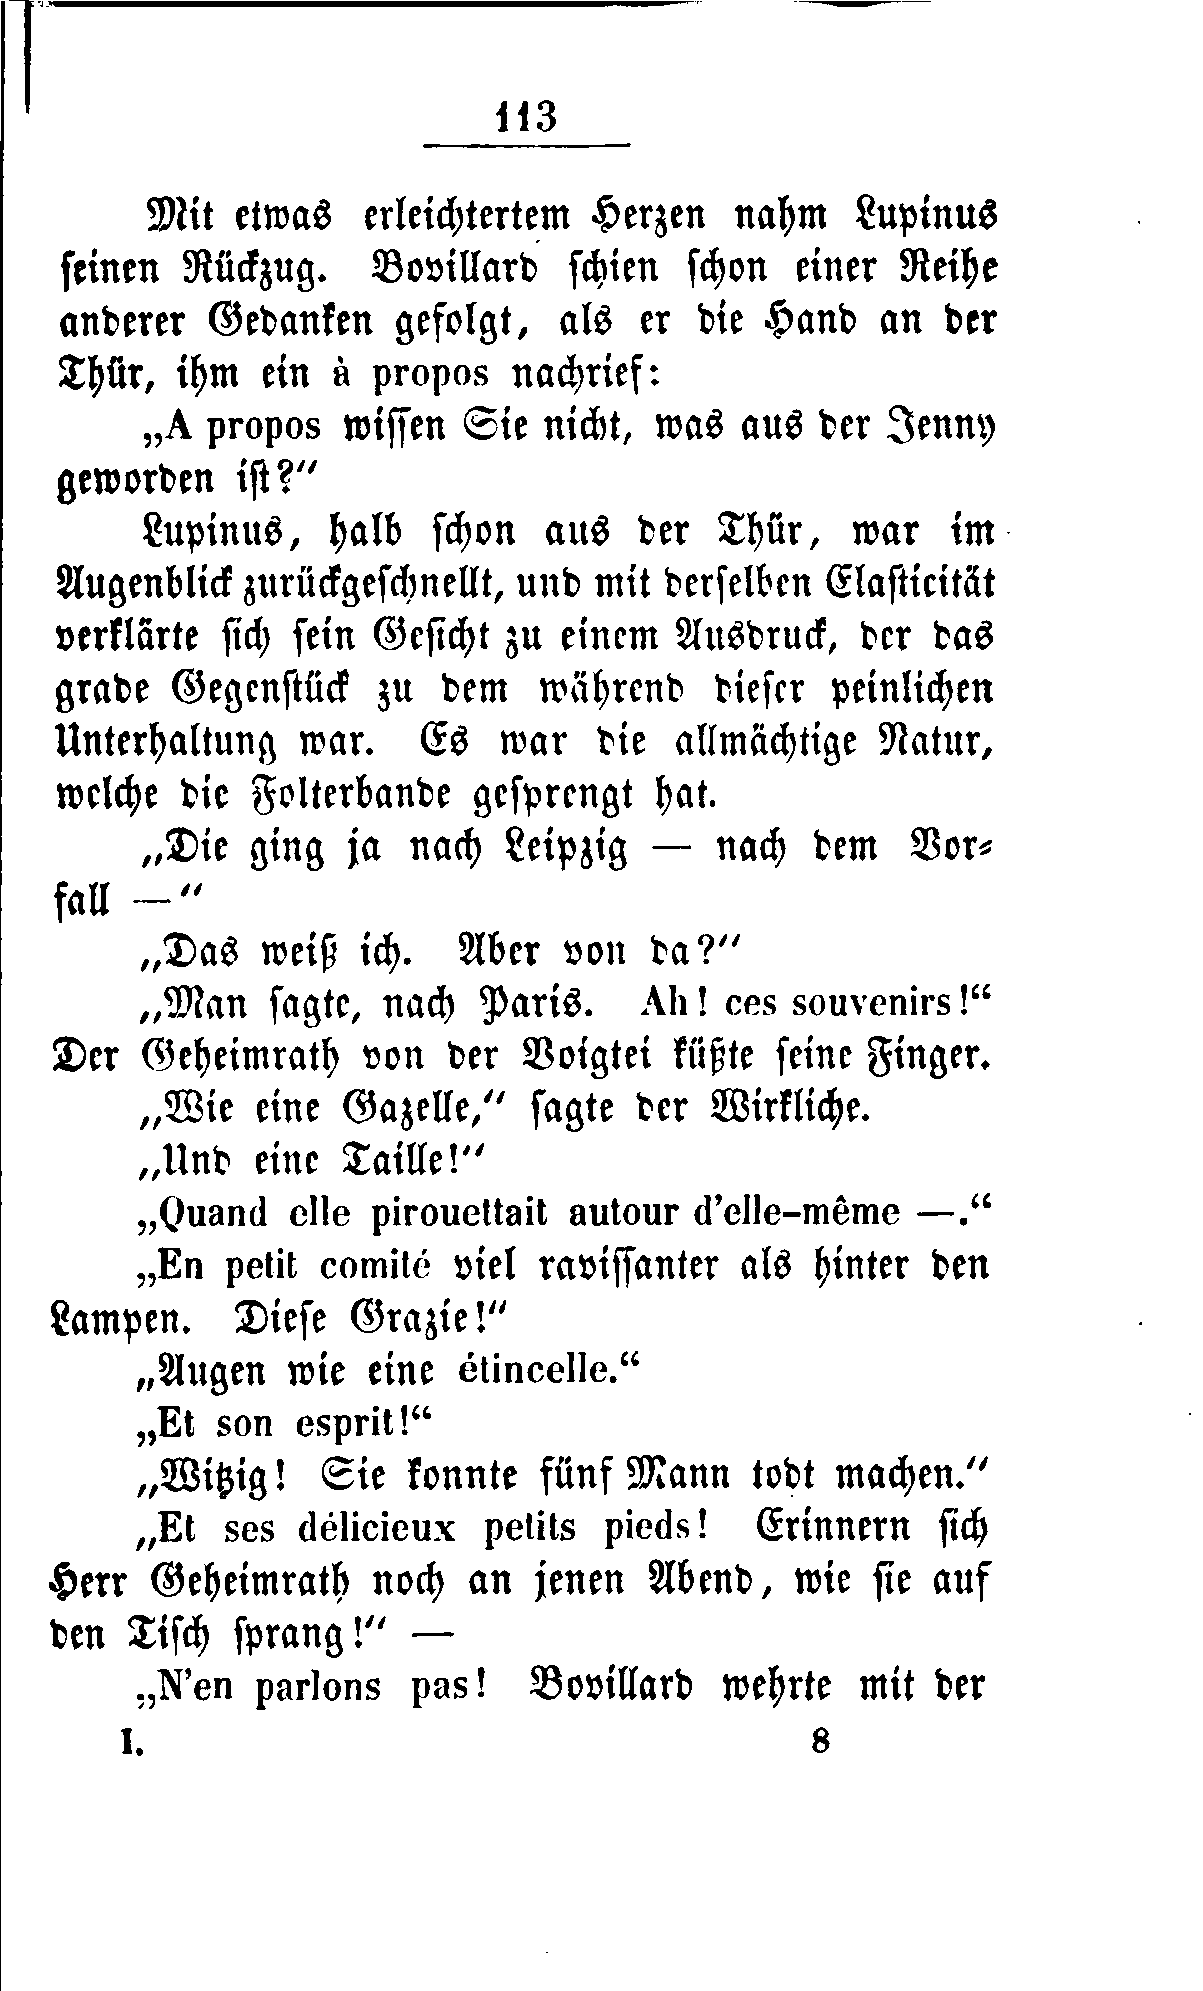 113
Mit etwas erleichtertem Herzen nahm Lupinus
seinen Rückzug. Bovillard schien schon einer Reihe
anderer Gedanken gefolgt, als er die Hand an der
Thür, ihm ein à propos nachrief:
„A propos wissen Sie nicht, was aus der Jenny
geworden ist?“
Lupinus, halb schon aus der Thür, war im
Augenblick zurückgeschnellt, und mit derselben Elasticität
verklärte sich sein Gesicht zu einem Ausdruck, der das
grade Gegenstück zu dem während dieser peinlichen
Unterhaltung war. Es war die allmächtige Natur,
welche die Folterbande gesprengt hat.
„Die ging ja nach Leipzig — nach dem Vor-
fall —“
„Das weiß ich. Aber von da?“
„Man sagte, nach Paris. Ah! ces souvenirs!“
Der Geheimrath von der Voigtei küßte seine Finger.
„Wie eine Gazelle,“ sagte der Wirkliche.
„Und eine Taille!“
„Quand elle pirouettait autour d'elle-même —.“
„En petit comité viel ravissanter als hinter den
Lampen. Diese Grazie!“
„Augen wie eine étincelle.“
„Et son esprit!“
„Witzig! Sie konnte fünf Mann todt machen.“
„Et ses délicieux petits pieds! Erinnern sich
Herr Geheimrath noch an jenen Abend, wie sie auf
den Tisch sprang!“ —
„N'en parlons pas! Bovillard wehrte mit der
I. 8